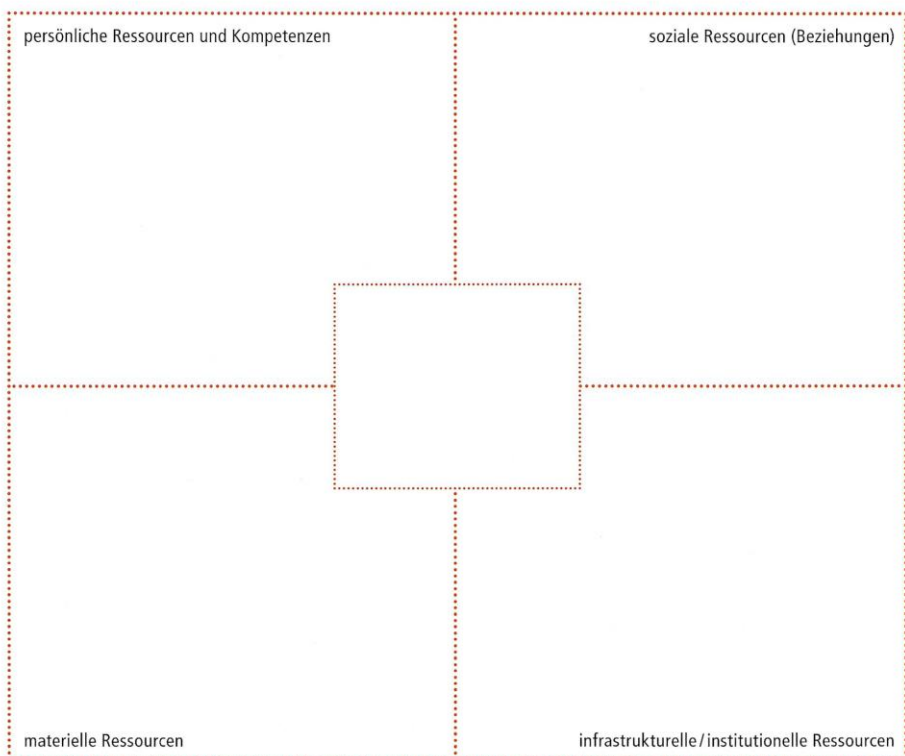 persönliche Ressourcen und Kompetenzen
soziale Ressourcen (Beziehungen)
materielle Ressourcen
infrastrukturelle/institutionelle Ressourcen